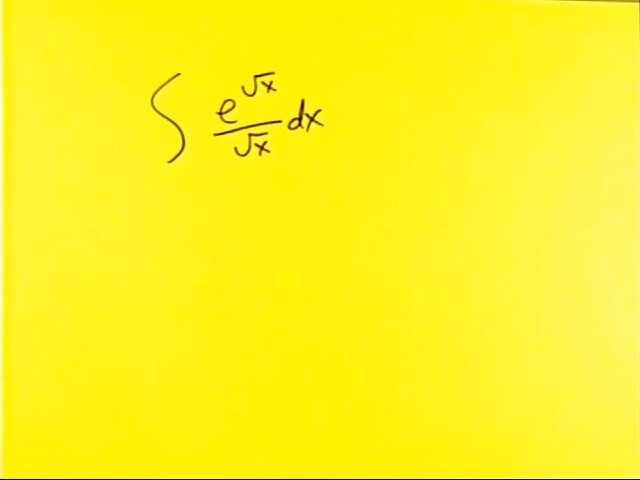 ∫ e^√x / √x dx